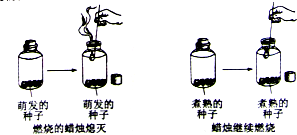 萌发的
种子
萌发的
种子
燃烧的蜡烛熄灭
煮熟的
种子
煮熟的
种子
蜡烛继续燃烧